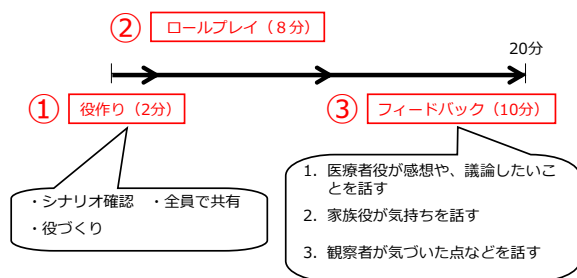 ② ロールプレイ（８分）
20分
① 役作り（2分）
③ フィードバック（10分）
・シナリオ確認　・全員で共有
・役づくり
1. 医療者役が感想や、議論したいこ
とを話す
2. 家族役が気持ちを話す
3. 観察者が気づいた点などを話す